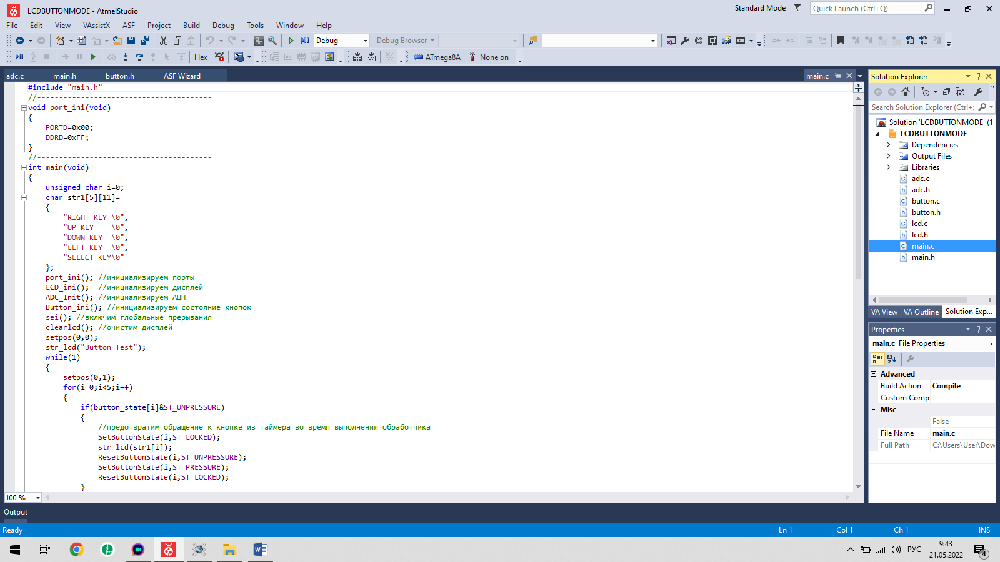 LCDBUTTONMODE - AtmelStudio
Standard Mode
Quick Launch (Ctrl+Q)
File Edit View VAssistX ASF Project Build Debug Tools Window Help
Debug
Debug Browser
Hex
ATmega8A
None on
adc.c main.h button.h ASF Wizard
main.c
#include "main.h"
//----------------------------------------
void port_ini(void)
{
PORTD=0x00;
DDRD=0xFF;
}
//----------------------------------------
int main(void)
{
unsigned char i=0;
char str1[5][11]=
{
"RIGHT KEY \0",
"UP KEY    \0",
"DOWN KEY  \0",
"LEFT KEY  \0",
"SELECT KEY\0"
};
port_ini(); //инициализируем порты
LCD_ini();  //инициализируем дисплей
ADC_Init(); //инициализируем АЦП
Button_ini(); //инициализируем состояние кнопок
sei(); //включим глобальные прерывания
clearlcd(); //очистим дисплей
setpos(0,0);
str_lcd("Button Test");
while(1)
{
setpos(0,1);
for(i=0;i<5;i++)
{
if(button_state[i]&ST_UNPRESSURE)
{
//предотвратим обращение к кнопке из таймера во время выполнения обработчика
SetButtonState(i,ST_LOCKED);
str_lcd(str1[i]);
ResetButtonState(i,ST_UNPRESSURE);
SetButtonState(i,ST_PRESSURE);
ResetButtonState(i,ST_LOCKED);
}
100 %
Solution Explorer
Search Solution Explorer (Ctrl+:
Solution 'LCDBUTTONMODE' (1
LCDBUTTONMODE
Dependencies
Output Files
Libraries
adc.c
adc.h
button.c
button.h
lcd.c
lcd.h
main.c
main.h
VA View VA Outline Solution Exp...
Properties
main.c File Properties
Advanced
Build Action Compile
Custom Comp
Misc
False
File Name main.c
Full Path C:\Users\User\Dow
Output
Ready
Ln 1 Col 1 Ch 1 INS
РУС
9:43
21.05.2022
4